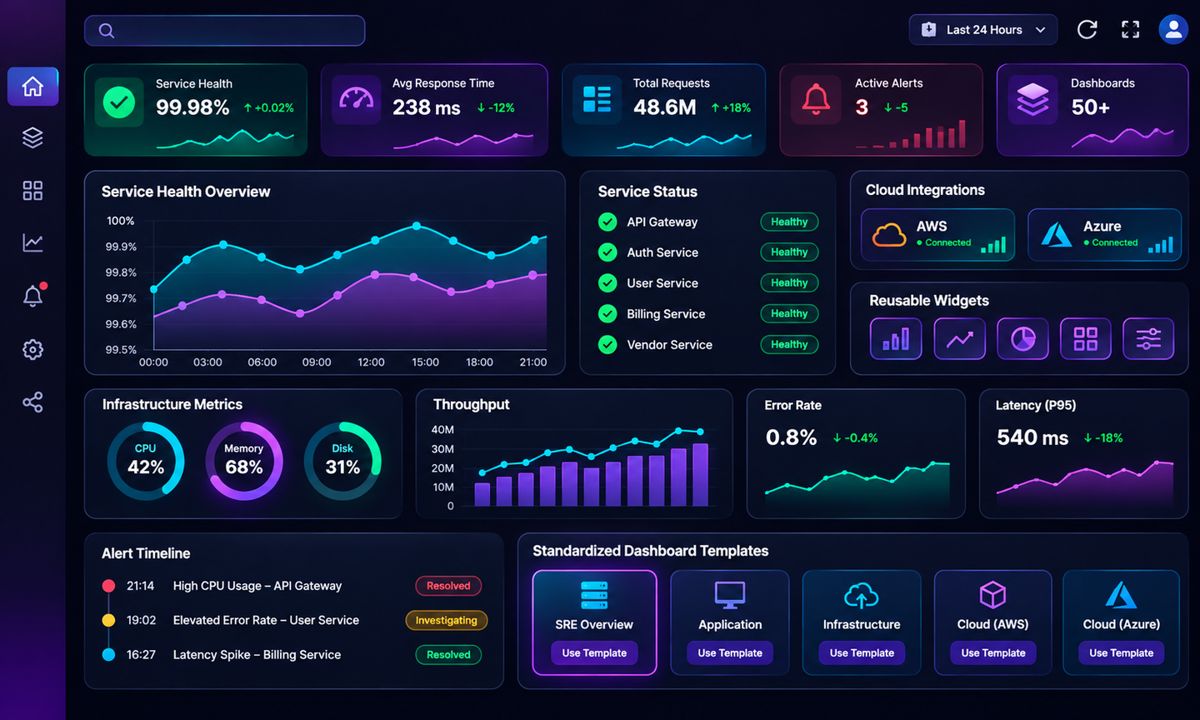 Last 24 Hours
Service Health
99.98% ↑ +0.02%
Avg Response Time
238 ms ↓ -12%
Total Requests
48.6M ↑ +18%
Active Alerts
3 ↓ -5
Dashboards
50+
Service Health Overview
100%
99.9%
99.8%
99.7%
99.6%
99.5%
00:00 03:00 06:00 09:00 12:00 15:00 18:00 21:00
Service Status
API Gateway Healthy
Auth Service Healthy
User Service Healthy
Billing Service Healthy
Vendor Service Healthy
Cloud Integrations
AWS
Connected
Azure
Connected
Reusable Widgets
Infrastructure Metrics
CPU
42%
Memory
68%
Disk
31%
Throughput
40M
30M
20M
10M
0
Error Rate
0.8% ↓ -0.4%
Latency (P95)
540 ms ↓ -18%
Alert Timeline
21:14 High CPU Usage – API Gateway Resolved
19:02 Elevated Error Rate – User Service Investigating
16:27 Latency Spike – Billing Service Resolved
Standardized Dashboard Templates
SRE Overview
Use Template
Application
Use Template
Infrastructure
Use Template
Cloud (AWS)
Use Template
Cloud (Azure)
Use Template